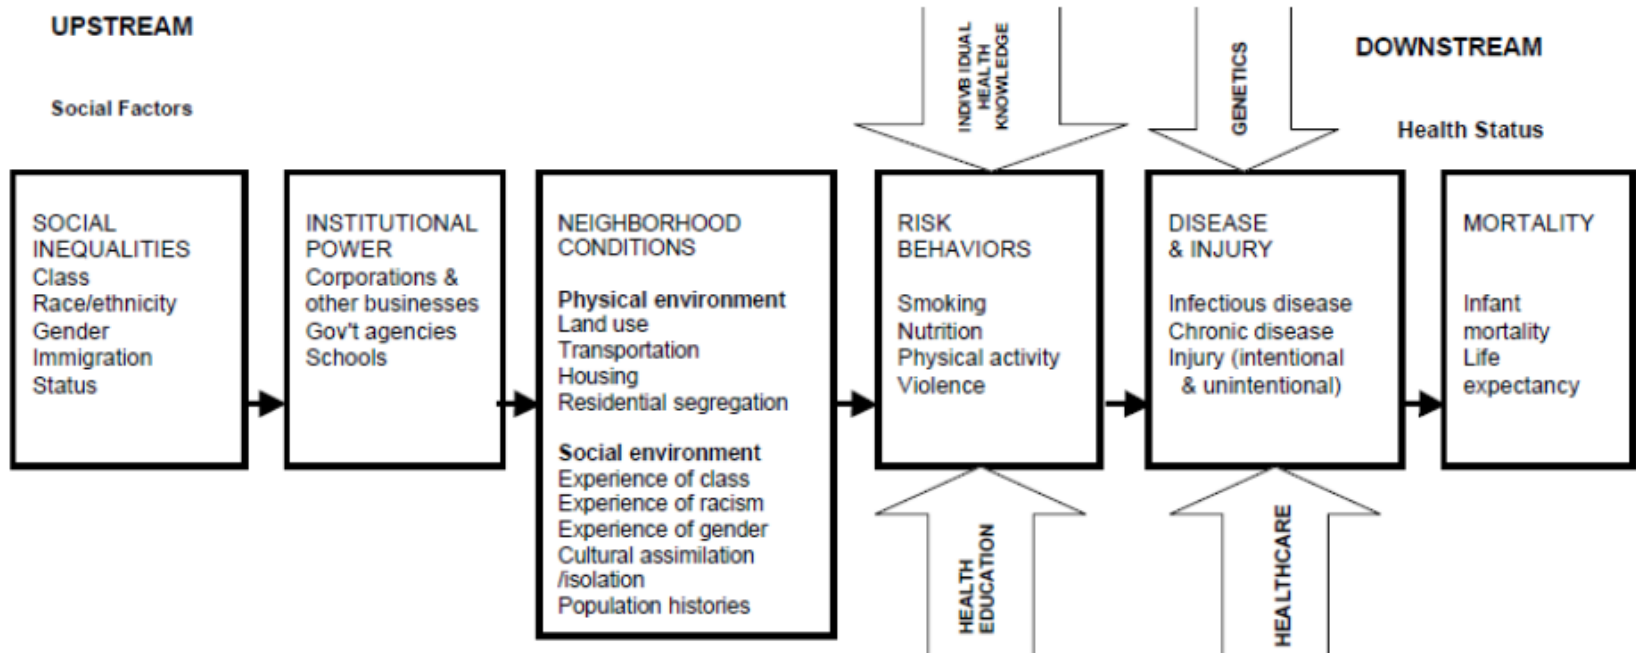 UPSTREAM
Social Factors
INDIVB IDUAL
HEALTH
KNOWLEDGE
GENETICS
DOWNSTREAM
Health Status
SOCIAL
INEQUALITIES
Class
Race/ethnicity
Gender
Immigration
Status
INSTITUTIONAL
POWER
Corporations &
other businesses
Gov't agencies
Schools
NEIGHBORHOOD
CONDITIONS
Physical environment
Land use
Transportation
Housing
Residential segregation
Social environment
Experience of class
Experience of racism
Experience of gender
Cultural assimilation
/isolation
Population histories
RISK
BEHAVIORS
Smoking
Nutrition
Physical activity
Violence
DISEASE
& INJURY
Infectious disease
Chronic disease
Injury (intentional
& unintentional)
MORTALITY
Infant
mortality
Life
expectancy
HEALTH
EDUCATION
HEALTHCARE